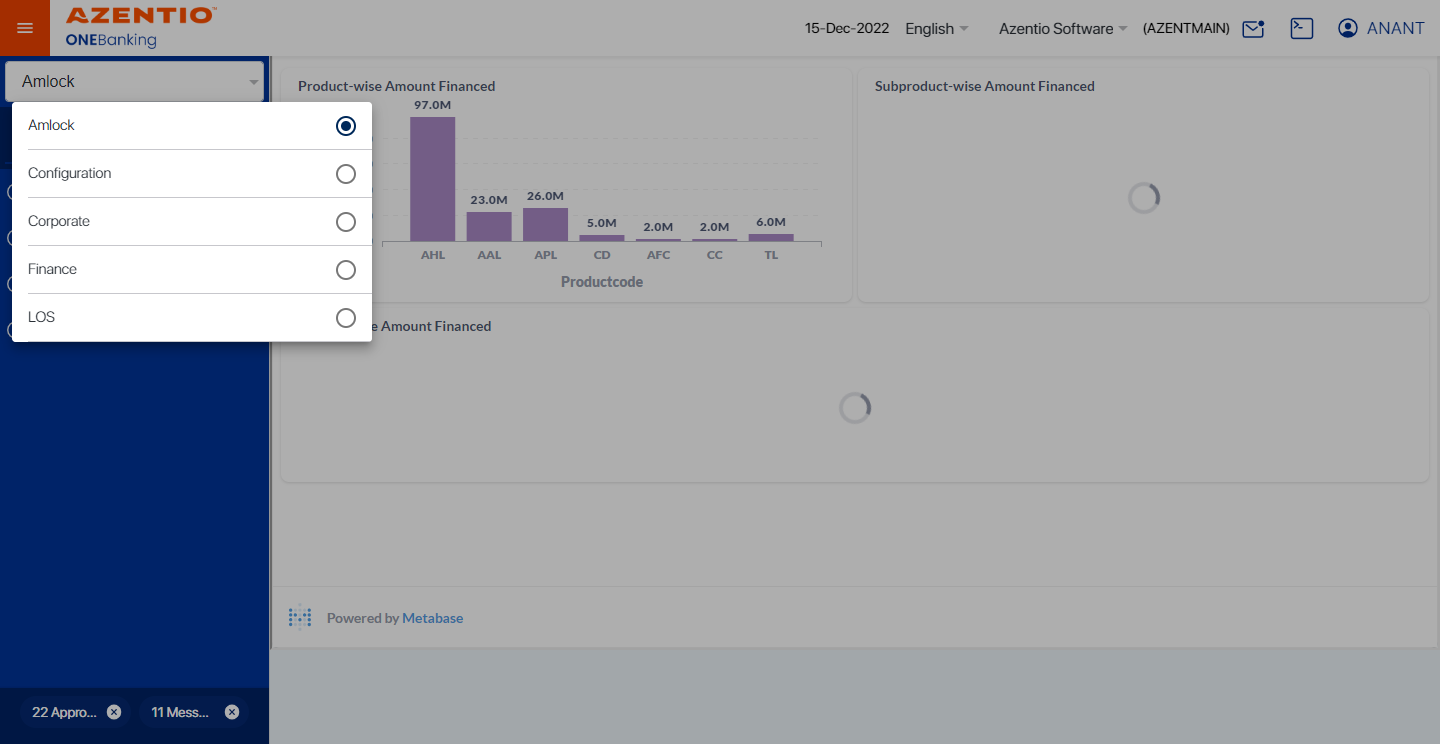 AZENTIO™
ONEBanking
15-Dec-2022 English Azentio Software (AZENTMAIN) ANANT
Amlock
Amlock
Configuration
Corporate
Finance
LOS
Product-wise Amount Financed
97.0M
23.0M
26.0M
5.0M
2.0M
2.0M
6.0M
AHL AAL APL CD AFC CC TL
Productcode
Subproduct-wise Amount Financed
e Amount Financed
Powered by Metabase
22 Appro...
11 Mess...